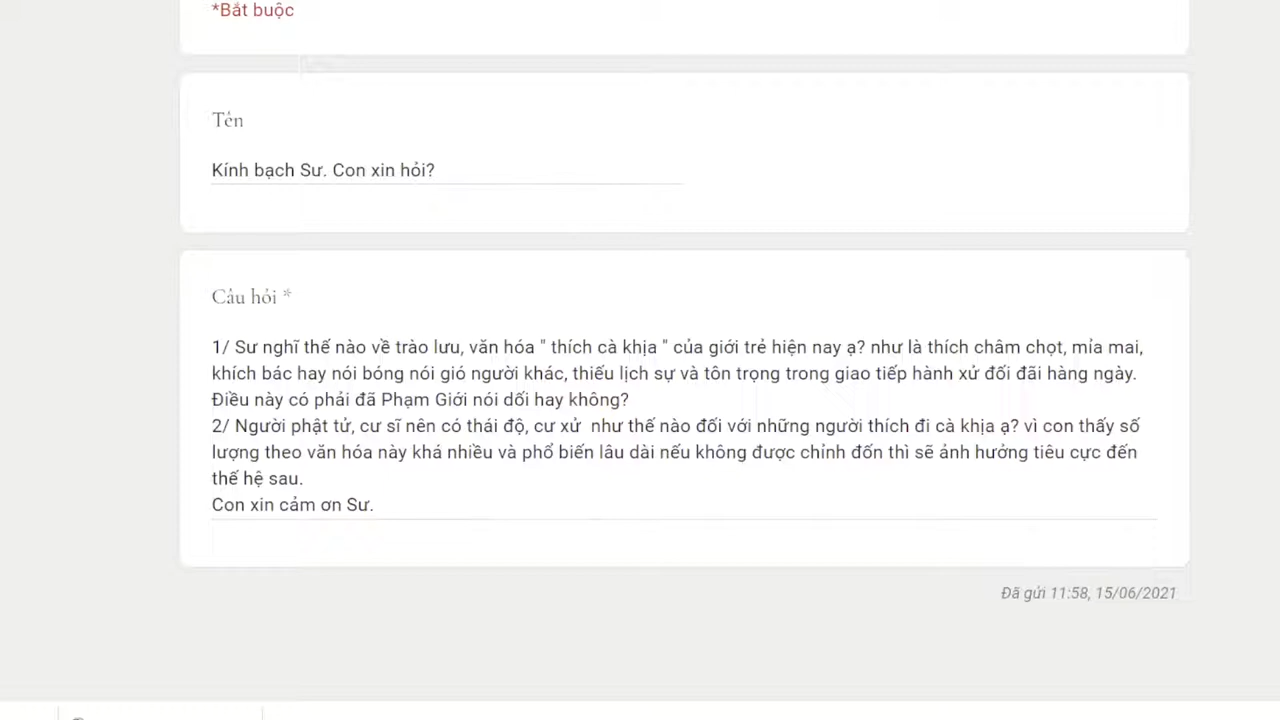 *Bắt buộc
Tên
Kính bạch Sư. Con xin hỏi?
Câu hỏi *
1/ Sư nghĩ thế nào về trào lưu, văn hóa " thích cà khịa " của giới trẻ hiện nay ạ? như là thích châm chọt, mỉa mai,
khích bác hay nói bóng nói gió người khác, thiếu lịch sự và tôn trọng trong giao tiếp hành xử đối đãi hàng ngày.
Điều này có phải đã Phạm Giới nói dối hay không?
2/ Người phật tử, cư sĩ nên có thái độ, cư xử  như thế nào đối với những người thích đi cà khịa ạ? vì con thấy số
lượng theo văn hóa này khá nhiều và phổ biến lâu dài nếu không được chỉnh đốn thì sẽ ảnh hưởng tiêu cực đến
thế hệ sau.
Con xin cảm ơn Sư.
Đã gửi 11:58, 15/06/2021